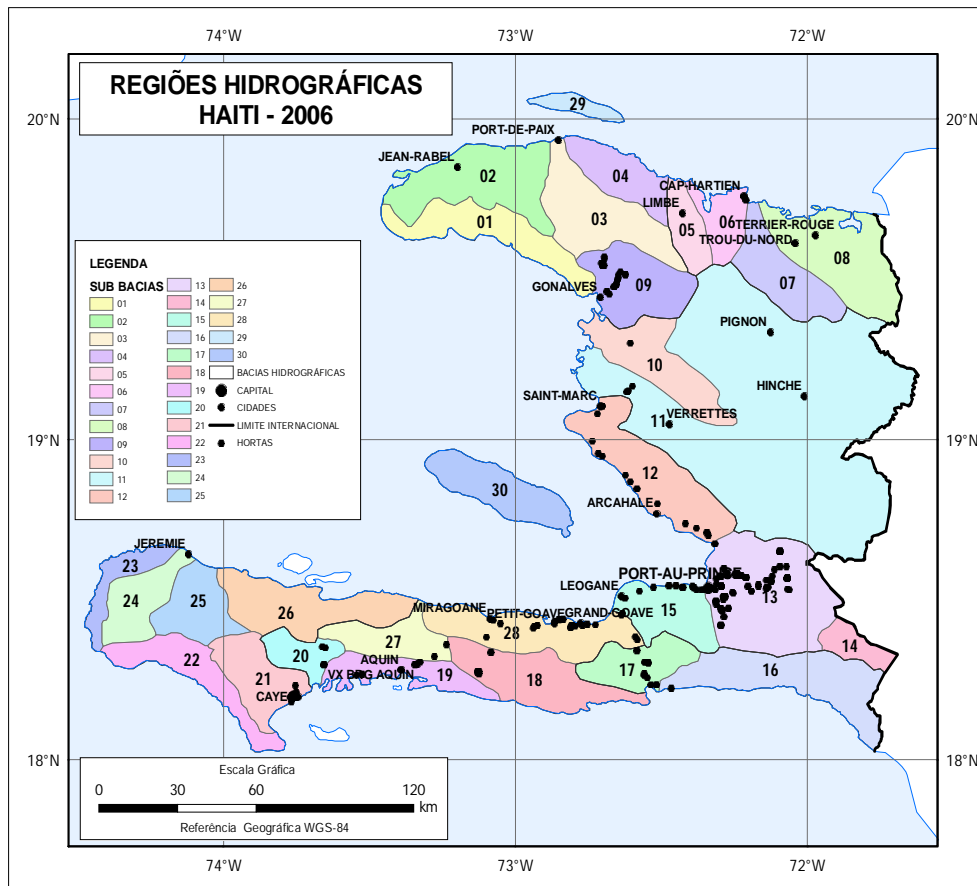 74°W 73°W 72°W
REGIÕES HIDROGRÁFICAS
HAITI - 2006
20°N 20°N
29
PORT-DE-PAIX
JEAN-RABEL
02
04
CAP-HARTIEN
LIMBE
01
03
05
06
TERRIER-ROUGE
TROU-DU-NORD
08
07
GONALVES
09
PIGNON
10
HINCHE
SAINT-MARC
11
VERRETTES
19°N 19°N
12
30
ARCAHALE
LEGENDA
SUB BACIAS
01
02
03
04
05
06
07
08
09
10
11
12
13
14
15
16
17
18
19
20
21
22
23
24
25
26
27
28
29
30
BACIAS HIDROGRÁFICAS
CAPITAL
CIDADES
LIMITE INTERNACIONAL
HORTAS
JEREMIE
23
24
25
26
LEOGANE
PORT-AU-PRINCE
13
MIRAGOANE
PETIT-GOAVE
GRAND-GOAVE
15
28
27
14
22
20
AQUIN
VX BRG AQUIN
19
18
17
16
21
CAYE
18°N 18°N
Escala Gráfica
0 30 60 120
km
Referência Geográfica WGS-84
74°W 73°W 72°W